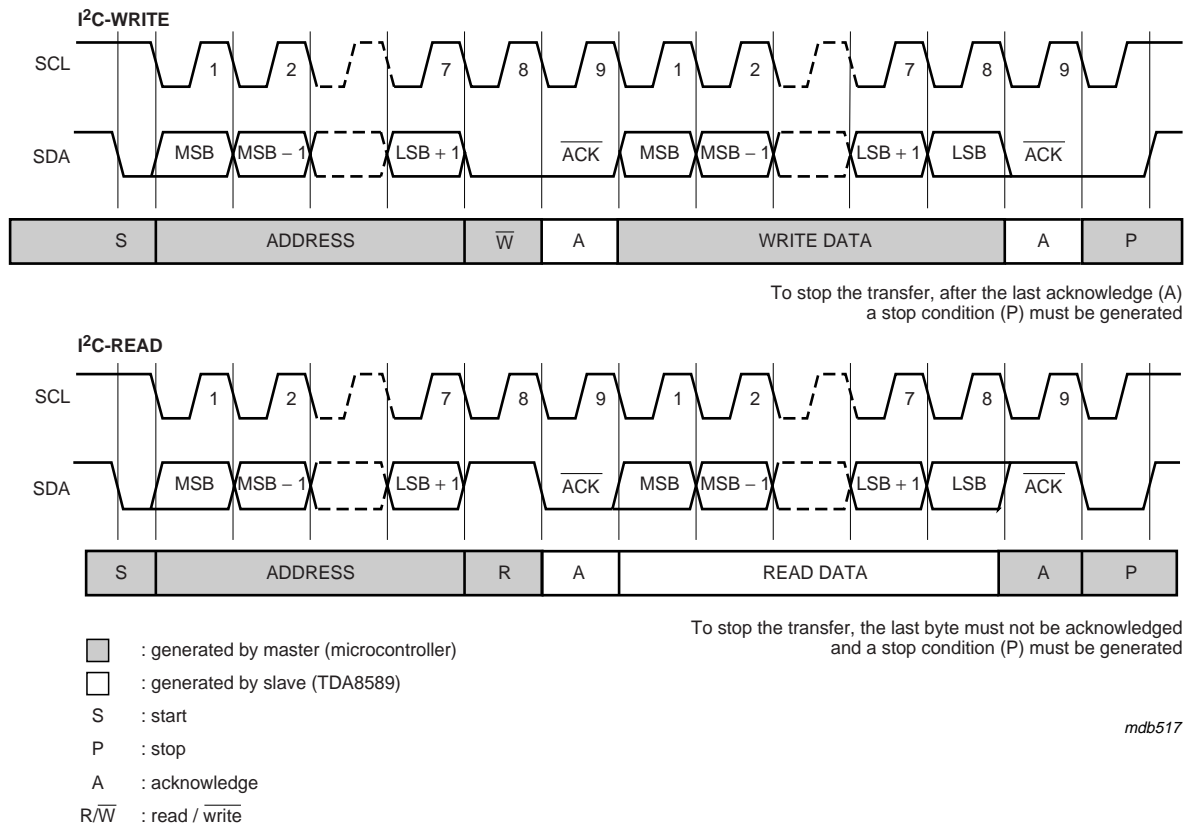 I²C-WRITE
SCL 1 2 7 8 9 1 2 7 8 9
SDA MSB MSB − 1 LSB + 1 A̅C̅K̅ MSB MSB − 1 LSB + 1 LSB A̅C̅K̅
S ADDRESS W̅ A WRITE DATA A P
To stop the transfer, after the last acknowledge (A)
a stop condition (P) must be generated
I²C-READ
SCL 1 2 7 8 9 1 2 7 8 9
SDA MSB MSB − 1 LSB + 1 A̅C̅K̅ MSB MSB − 1 LSB + 1 LSB A̅C̅K̅
S ADDRESS R A READ DATA A P
To stop the transfer, the last byte must not be acknowledged
and a stop condition (P) must be generated
: generated by master (microcontroller)
: generated by slave (TDA8589)
S : start
P : stop
A : acknowledge
R/W̅ : read / w̅r̅i̅t̅e̅
mdb517